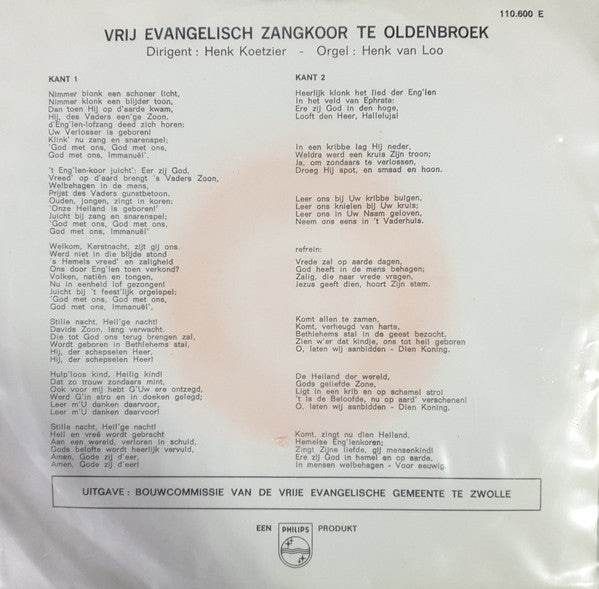 110.600 E
VRIJ EVANGELISCH ZANGKOOR TE OLDENBROEK
Dirigent : Henk Koetzier - Orgel : Henk van Loo
KANT 1
Nimmer blonk een schoner licht,
Nimmer klonk een blijder toon,
Dan toen Hij op d'aarde kwam,
Hij, des Vaders een'ge Zoon.
d'Eng'len-lofzang deed zich horen:
Uw Verlosser is geboren!
Klink' nu zang en snarenspel;
'God met ons, God met ons,
God met ons, Immanuël'.
't Eng'len-koor juicht': Eer zij God,
Vreed' op d'aard brengt 's Vaders Zoon,
Welbehagen in de mens,
Prijst des Vaders gunstbetoon.
Ouden, jongen, zingt in koren:
'Onze Heiland is geboren!'
Juicht bij zang en snarenspel:
'God met ons, God met ons,
God met ons, Immanuël'
Welkom, Kerstnacht, zijt gij ons.
Werd niet in die blijde stond
's Hemels vreed' en zaligheid
Ons door Eng'len toen verkond?
Volken, natiën en tongen,
Nu in eenheid lof gezongen!
Juicht bij 't feest'lijk orgelspel:
'God met ons, God met ons,
God met ons, Immanuël'.
Stille nacht, Heil'ge nacht!
Davids Zoon, lang verwacht.
Die tot God ons terug brengen zal,
Wordt geboren in Bethlehems stal,
Hij, der schepselen Heer,
Hij, der schepselen Heer!
Hulp'loos kind, Heilig kind!
Dat zo trouw zondaars mint,
Ook voor mij hebt G'Uw ere ontzegd,
Werd G'in stro en in doeken gelegd;
Leer m'U danken daarvoor,
Leer m'U danken daarvoor!
Stille nacht, Heil'ge nacht!
Heil en vreê wordt gebracht
Aan een wereld, verloren in schuld,
Gods belofte wordt heerlijk vervuld,
Amen, Gode zij d'eer,
Amen, Gode zij d'eer!
KANT 2
Heerlijk klonk het lied der Eng'len
In het veld van Ephrata:
Ere zij God in den hoge,
Looft den Heer, Halleluja!
In een kribbe lag Hij neder,
Weldra werd een kruis Zijn troon;
Ja, om zondaars te verlossen,
Droeg Hij spot, en smaad en hoon.
Leer ons bij Uw kribbe buigen,
Leer ons knielen bij Uw kruis;
Leer ons in Uw Naam geloven,
Neem ons eens in 't Vaderhuis.
refrein:
Vrede zal op aarde dagen,
God heeft in de mens behagen;
Zalig, die naar vrede vragen,
Jezus geeft dien, hoort Zijn stem.
Komt allen te zamen,
Komt, verheugd van harte,
Bethlehems stal in de geest bezocht.
Zien w'er dat kindje, ons tot heil geboren
O, laten wij aanbidden - Dien Koning.
De Heiland der wereld,
Gods geliefde Zone,
Ligt in een krib en op schamel stro!
't is de Beloofde, nu op aard' verschenen!
O, laten wij aanbidden - Dien Koning.
Komt, zingt nu dien Heiland.
Hemelse Eng'lenkoren;
Zingt Zijne liefde, gij mensenkind!
Ere zij God in hemel en op aarde.
In mensen welbehagen - Voor eeuwig.
UITGAVE : BOUWCOMMISSIE VAN DE VRIJE EVANGELISCHE GEMEENTE TE ZWOLLE
EEN PHILIPS PRODUKT